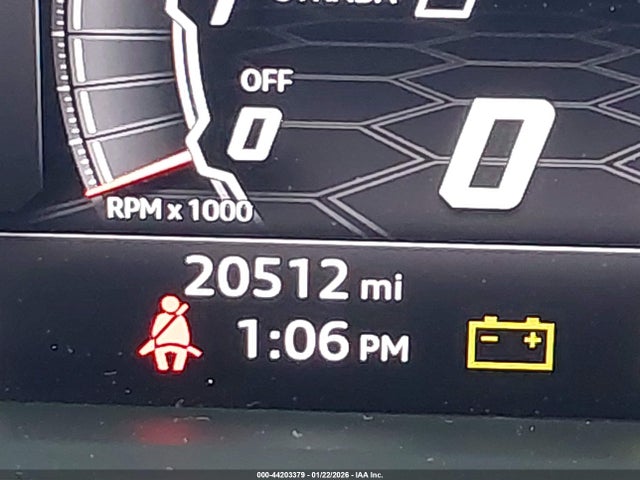 OFF
0
0
RPM x 1000
20512 mi
1:06 PM
000-44203379 - 01/22/2026 - IAA Inc.